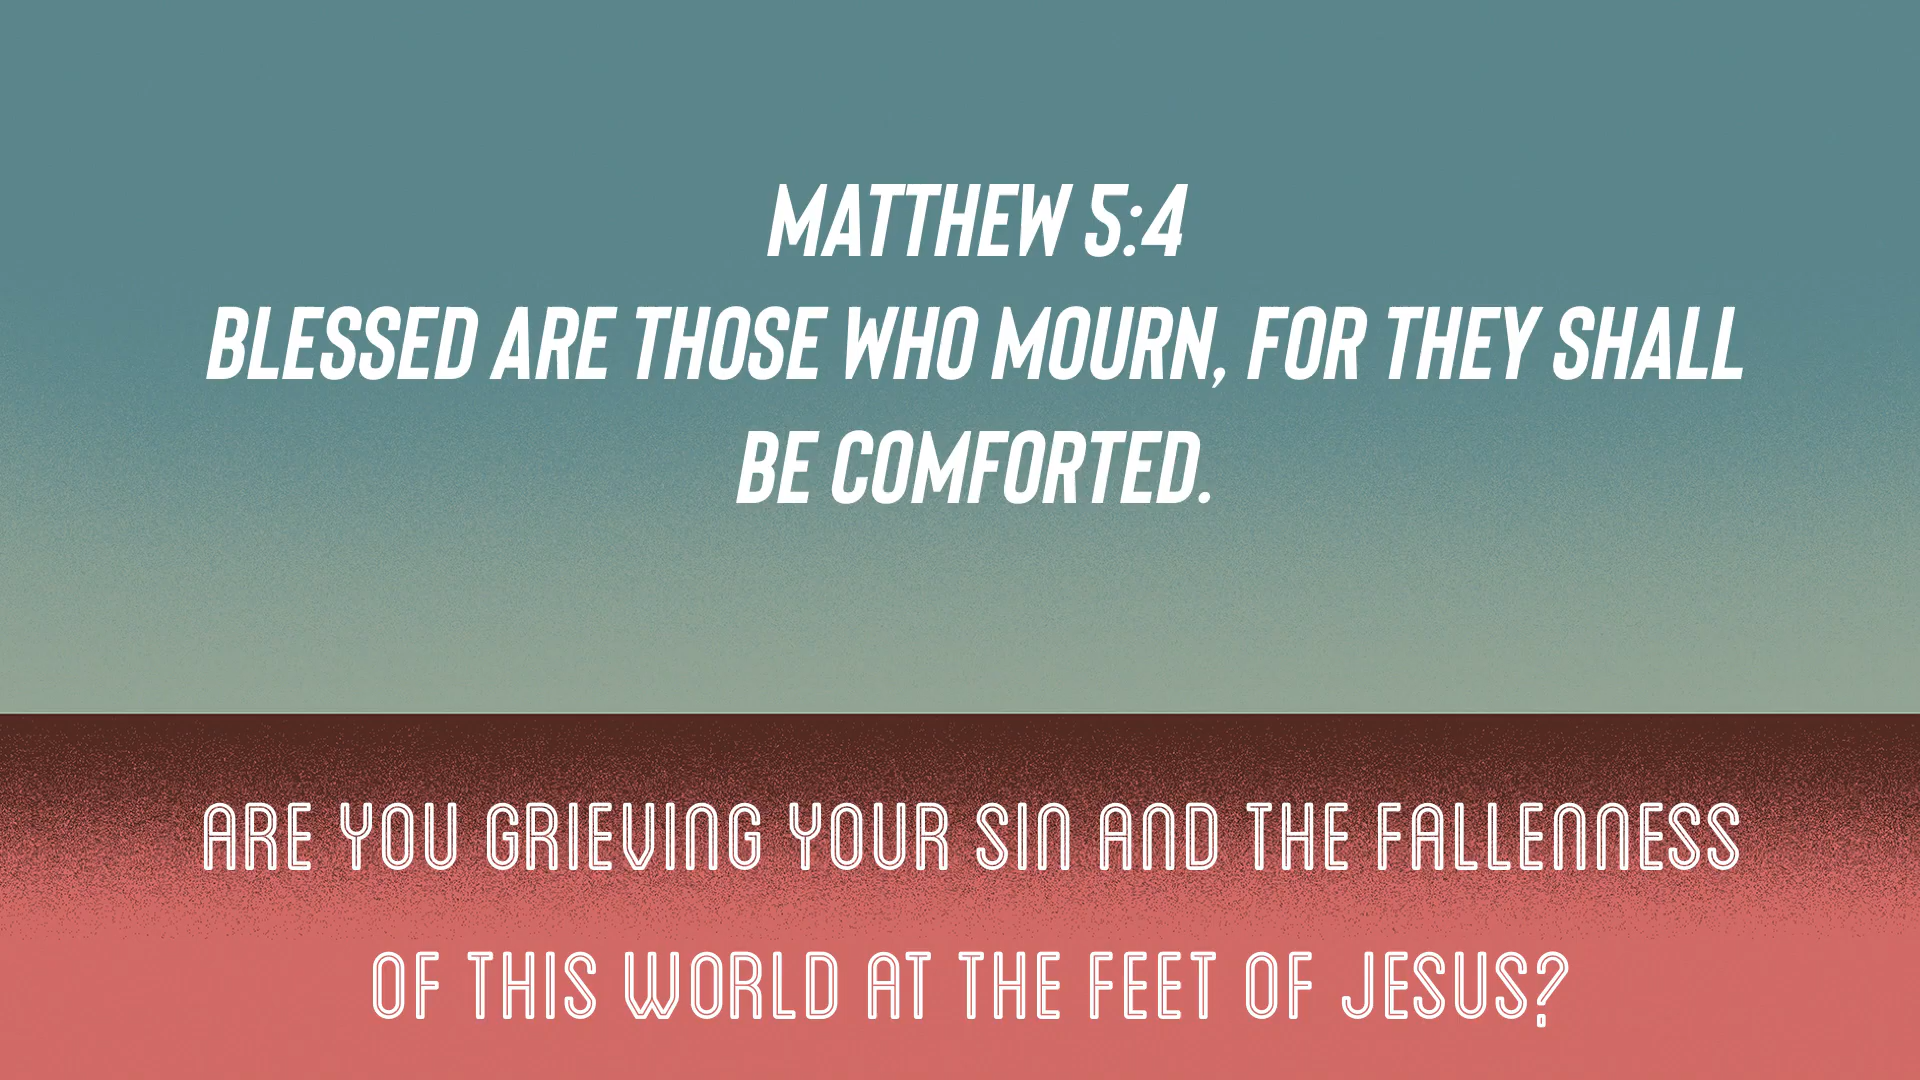 MATTHEW 5:4
BLESSED ARE THOSE WHO MOURN, FOR THEY SHALL
BE COMFORTED.
ARE YOU GRIEVING YOUR SIN AND THE FALLENNESS
OF THIS WORLD AT THE FEET OF JESUS?